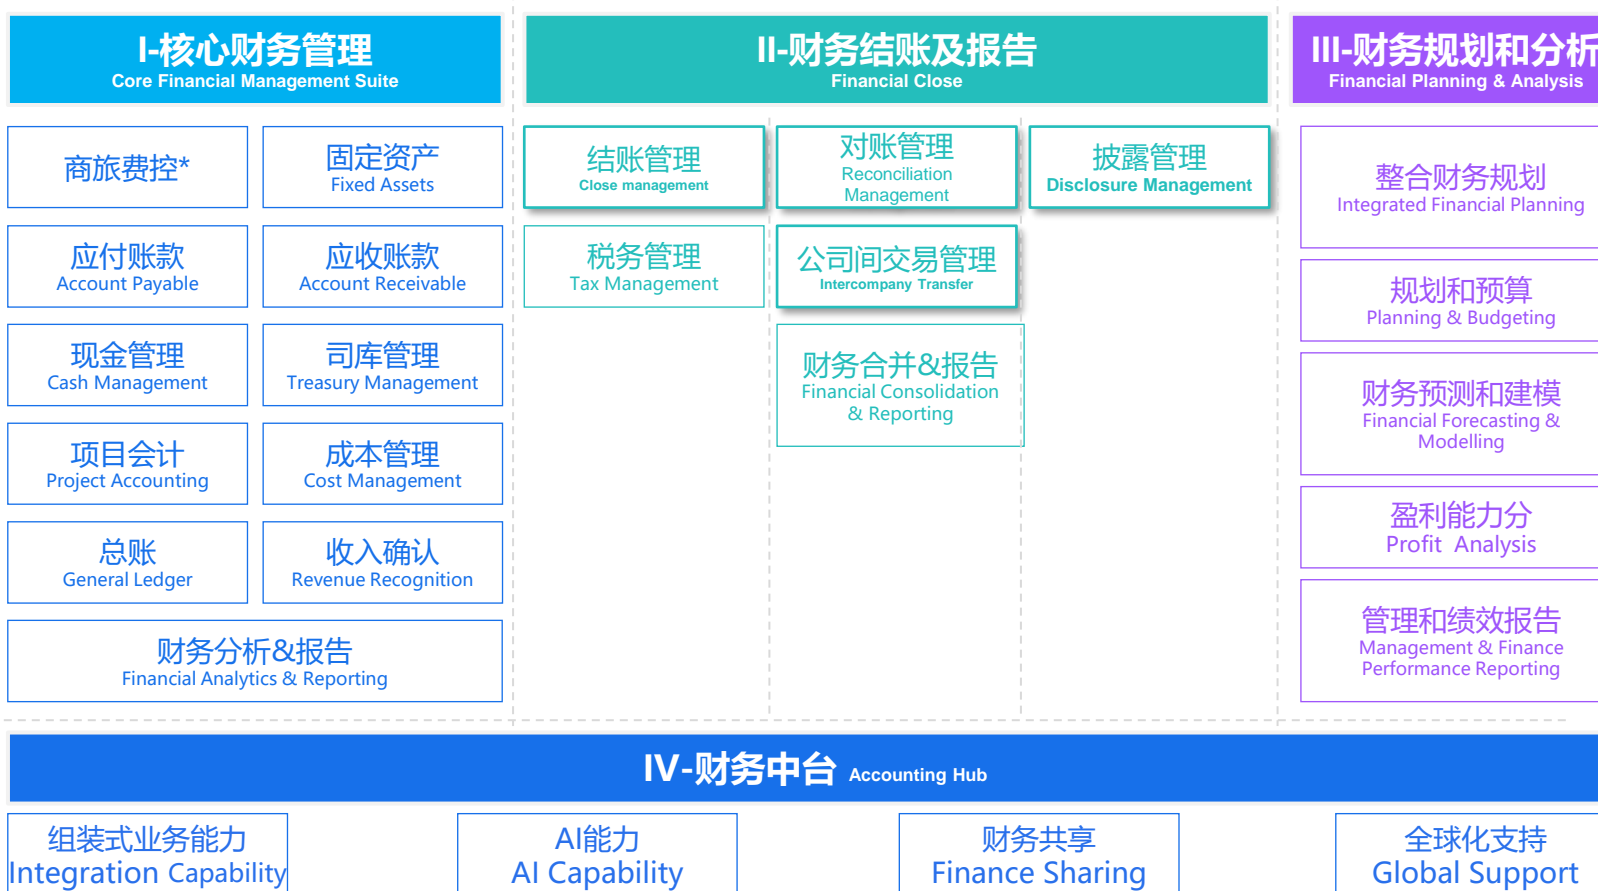 I-核心财务管理
Core Financial Management Suite
II-财务结账及报告
Financial Close
III-财务规划和分析
Financial Planning & Analysis
商旅费控*
固定资产
Fixed Assets
应付账款
Account Payable
应收账款
Account Receivable
现金管理
Cash Management
司库管理
Treasury Management
项目会计
Project Accounting
成本管理
Cost Management
总账
General Ledger
收入确认
Revenue Recognition
财务分析&报告
Financial Analytics & Reporting
结账管理
Close management
对账管理
Reconciliation
Management
披露管理
Disclosure Management
税务管理
Tax Management
公司间交易管理
Intercompany Transfer
财务合并&报告
Financial Consolidation
& Reporting
整合财务规划
Integrated Financial Planning
规划和预算
Planning & Budgeting
财务预测和建模
Financial Forecasting &
Modelling
盈利能力分
Profit Analysis
管理和绩效报告
Management & Finance
Performance Reporting
IV-财务中台 Accounting Hub
组装式业务能力
Integration Capability
AI能力
AI Capability
财务共享
Finance Sharing
全球化支持
Global Support